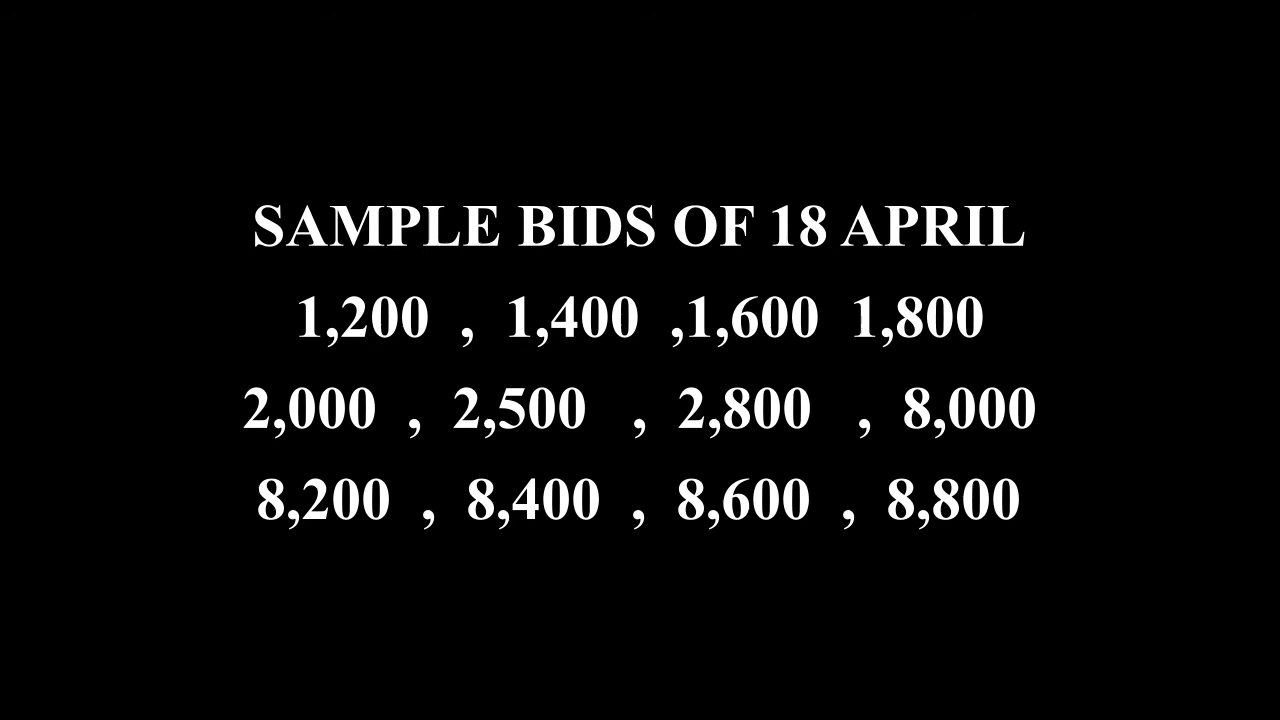 SAMPLE BIDS OF 18 APRIL
1,200 , 1,400 ,1,600 1,800
2,000 , 2,500 , 2,800 , 8,000
8,200 , 8,400 , 8,600 , 8,800